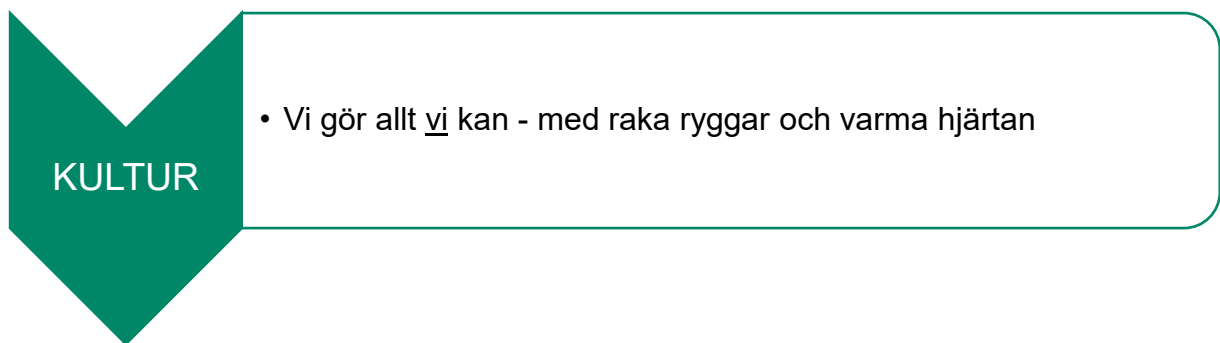 KULTUR
• Vi gör allt vi kan - med raka ryggar och varma hjärtan